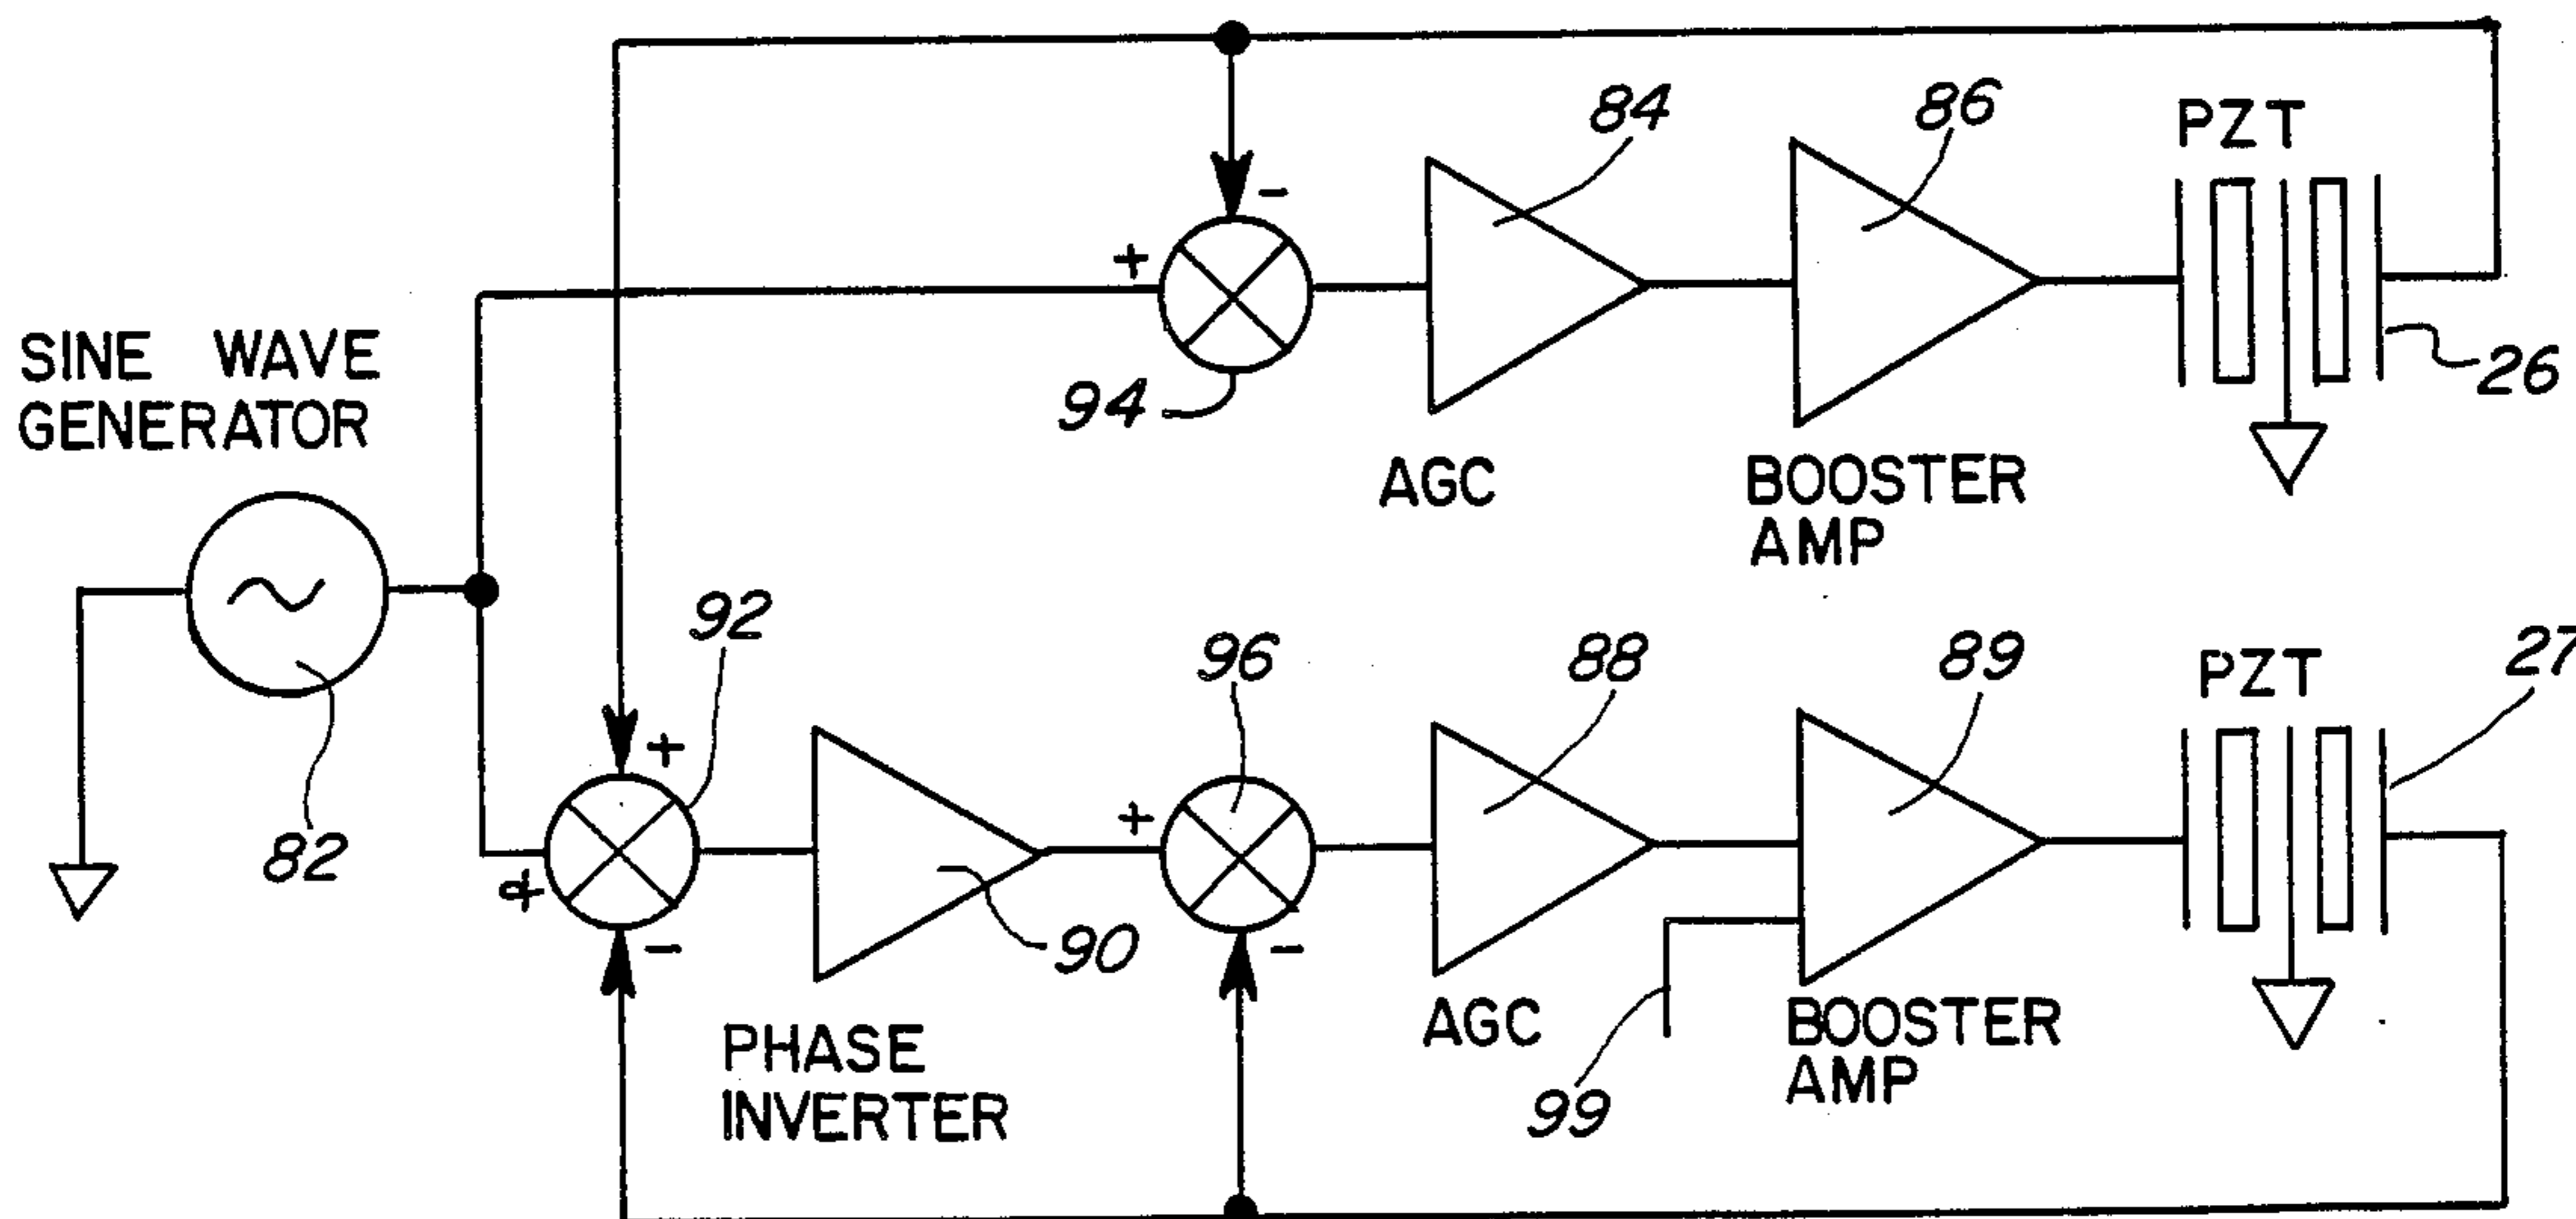 84
86
PZT
+
-
SINE WAVE
GENERATOR
94
26
AGC
BOOSTER
AMP
92
96
88
89
PZT
27
+
+
82
+
-
90
-
PHASE
INVERTER
AGC
BOOSTER
AMP
99